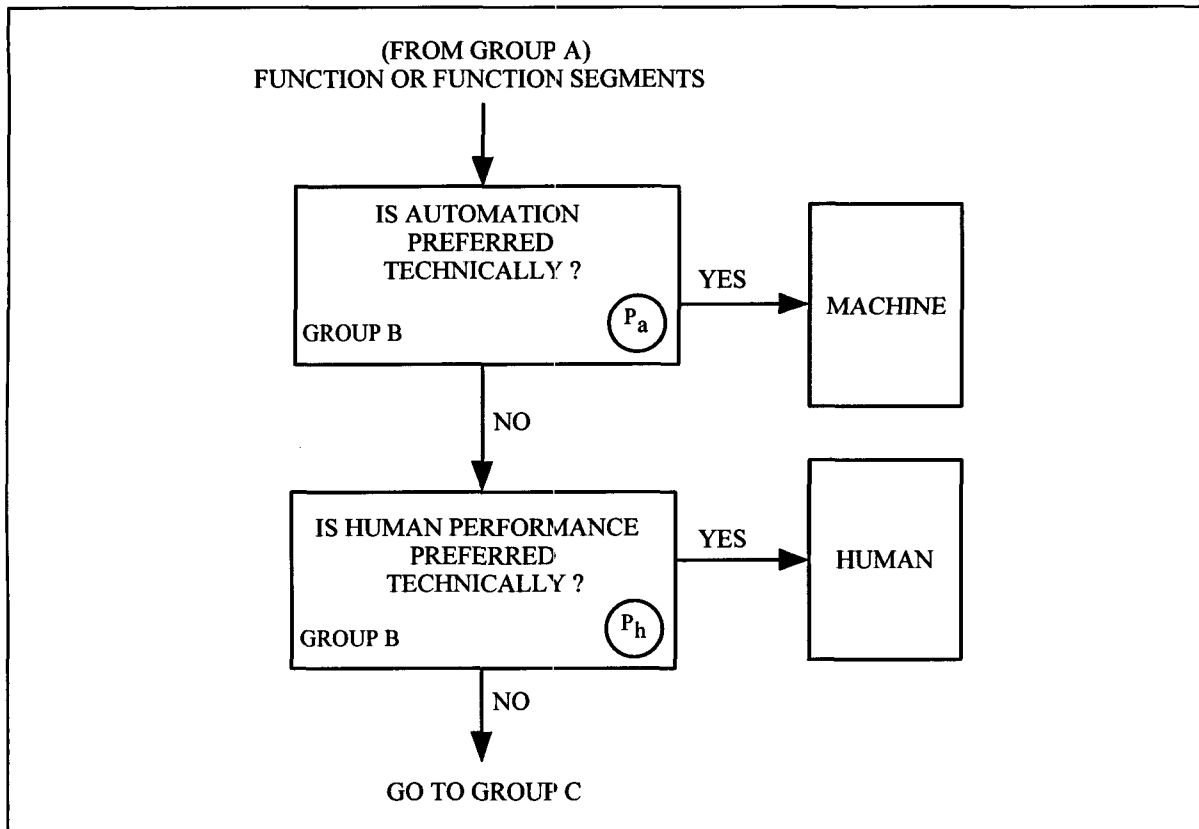 (FROM GROUP A)
FUNCTION OR FUNCTION SEGMENTS
IS AUTOMATION
PREFERRED
TECHNICALLY ?
GROUP B
Pa
YES
MACHINE
NO
IS HUMAN PERFORMANCE
PREFERRED
TECHNICALLY ?
GROUP B
Ph
YES
HUMAN
NO
GO TO GROUP C